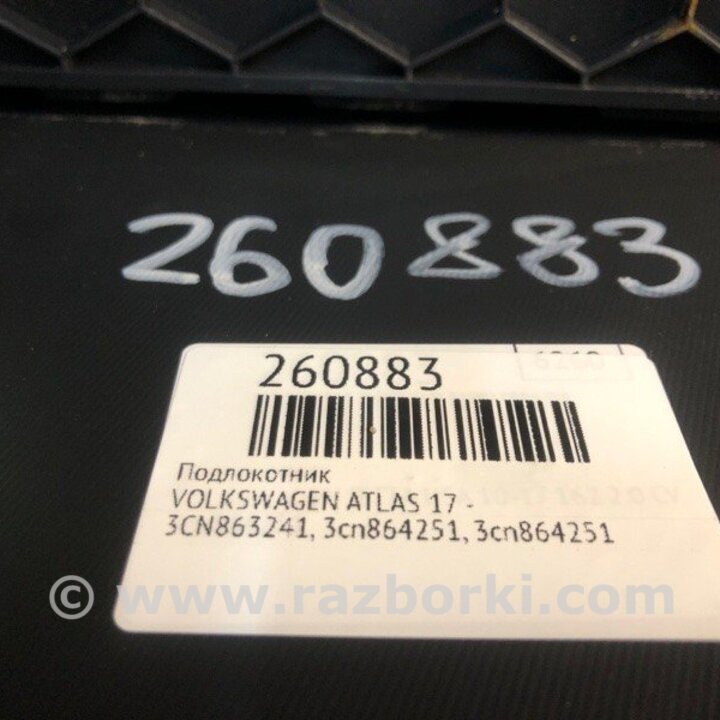 260883
260883
Подлокотник
VOLKSWAGEN ATLAS 17 -
3CN863241, 3cn864251, 3cn864251
© www.razborki.com